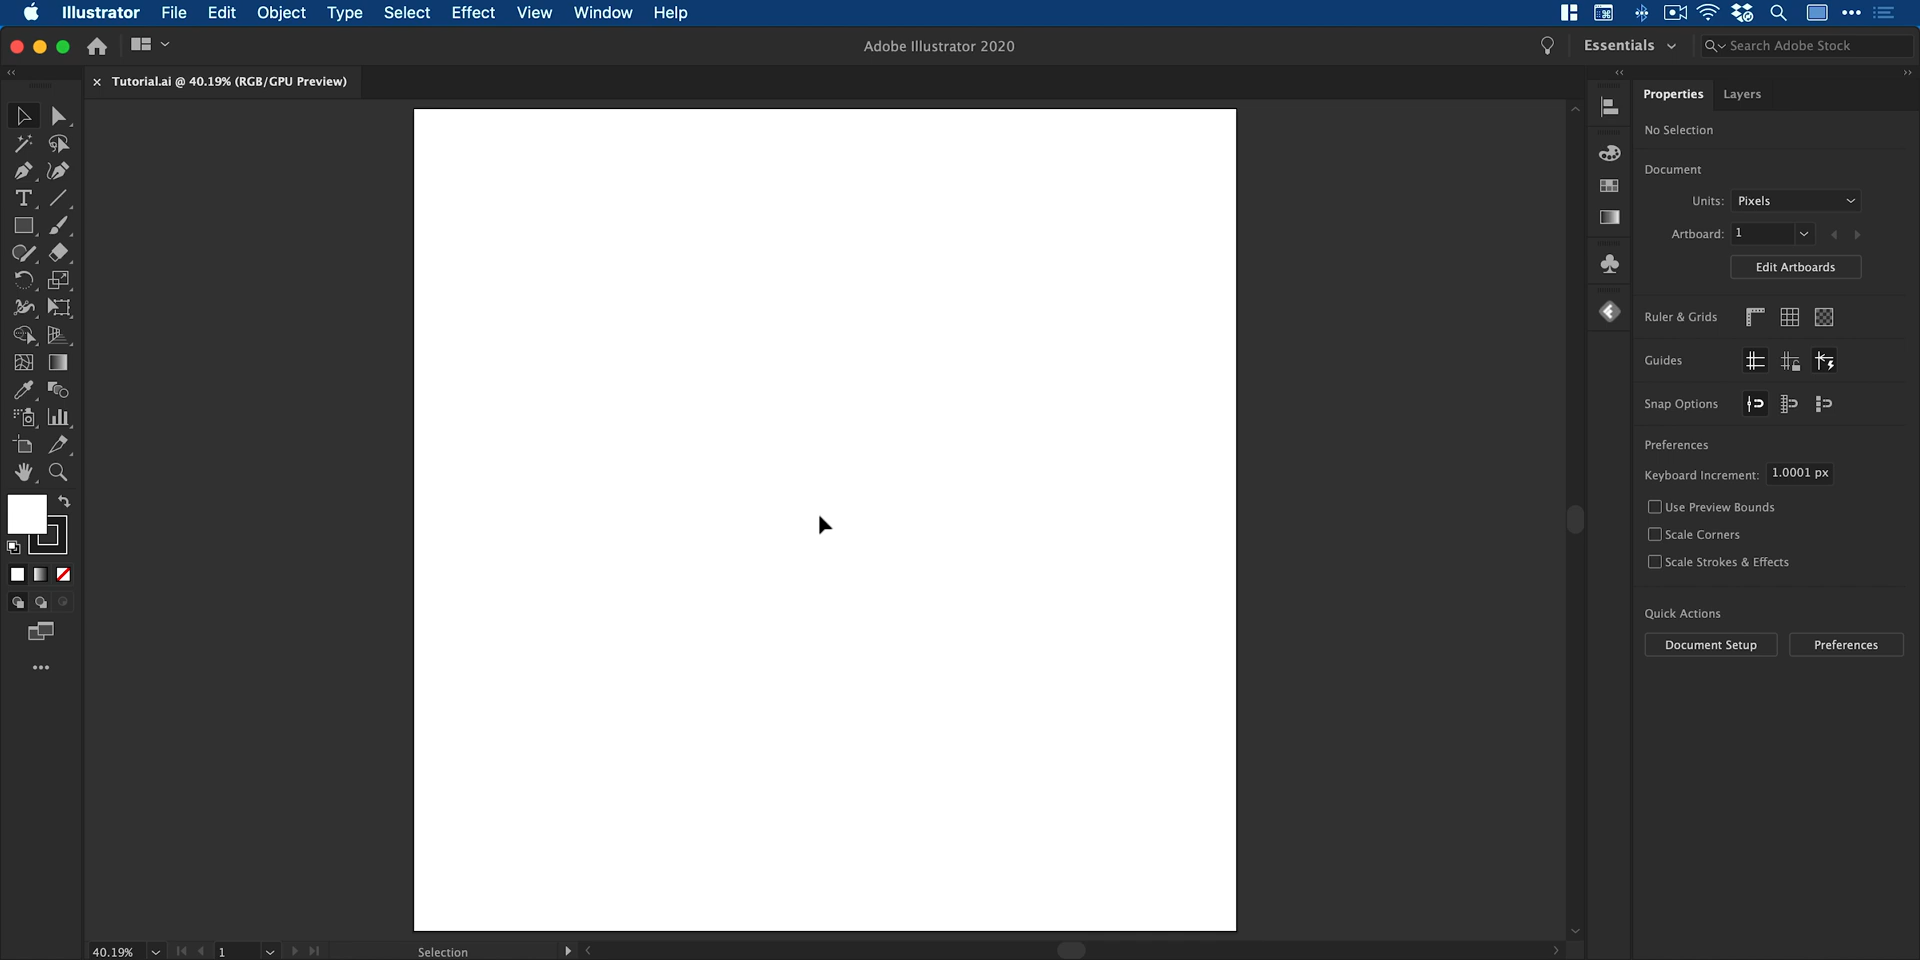 Illustrator File Edit Object Type Select Effect View Window Help
Adobe Illustrator 2020
Essentials
Search Adobe Stock
Tutorial.ai @ 40.19% (RGB/GPU Preview)
Properties Layers
No Selection
Document
Units: Pixels
Artboard: 1
Edit Artboards
Ruler & Grids
Guides
Snap Options
Preferences
Keyboard Increment: 1.0001 px
Use Preview Bounds
Scale Corners
Scale Strokes & Effects
Quick Actions
Document Setup Preferences
40.19% 1 Selection